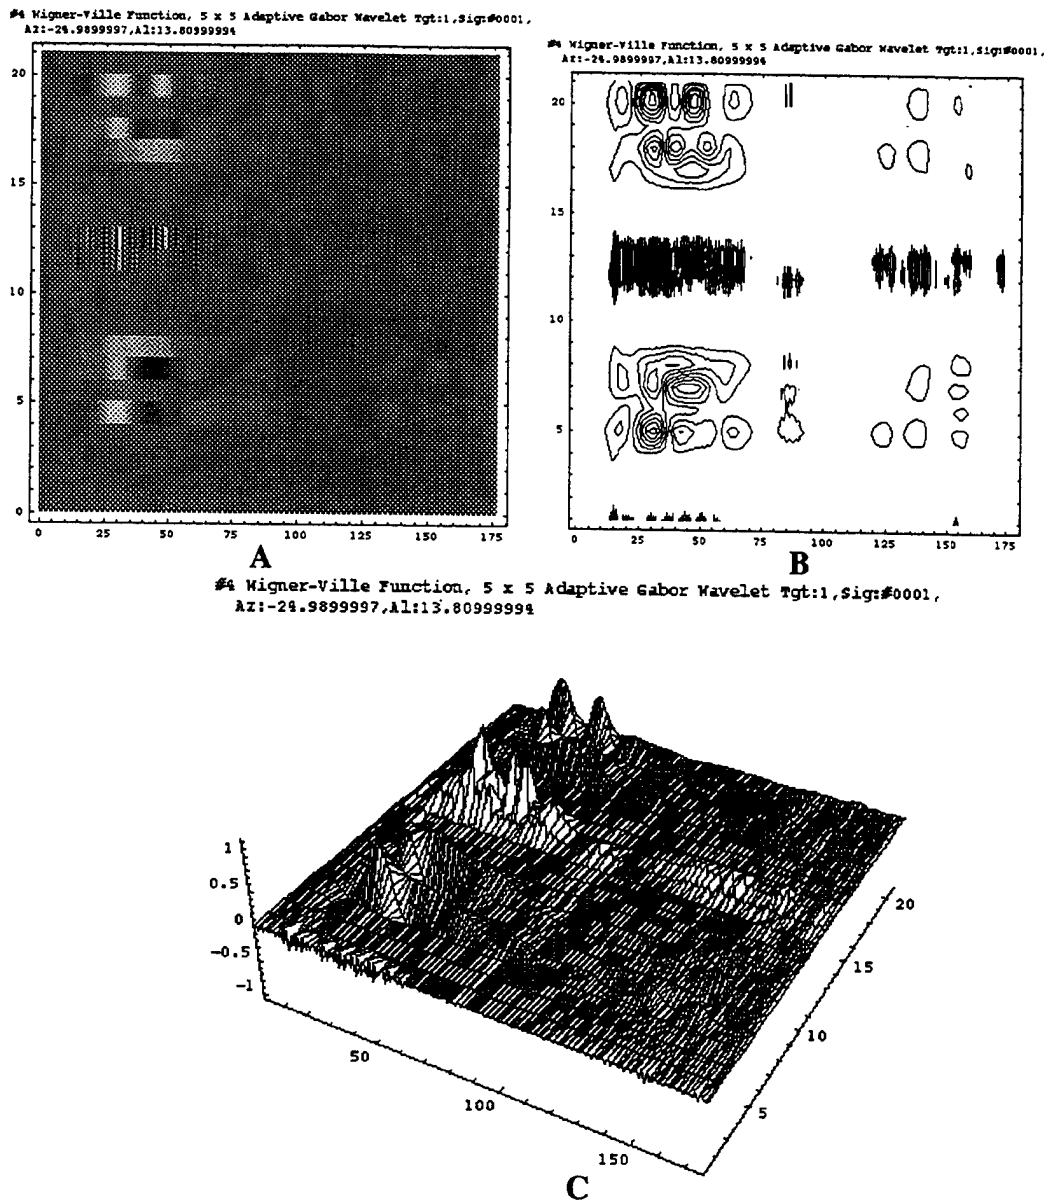 #4 Wigner-Ville Function, 5 x 5 Adaptive Gabor Wavelet Tgt:1,Sig:#0001,
Az:-24.9899997,Al:13.80999994
20
15
10
5
0
0 25 50 75 100 125 150 175
A
#4 Wigner-Ville Function, 5 x 5 Adaptive Gabor Wavelet Tgt:1,Sig:#0001,
Az:-24.9899997,Al:13.80999994
20
15
10
5
0 25 50 75 100 125 150 175
B
#4 Wigner-Ville Function, 5 x 5 Adaptive Gabor Wavelet Tgt:1,Sig:#0001,
Az:-24.9899997,Al:13.80999994
1
0.5
0
-0.5
-1
50
100
150
20
15
10
5
C